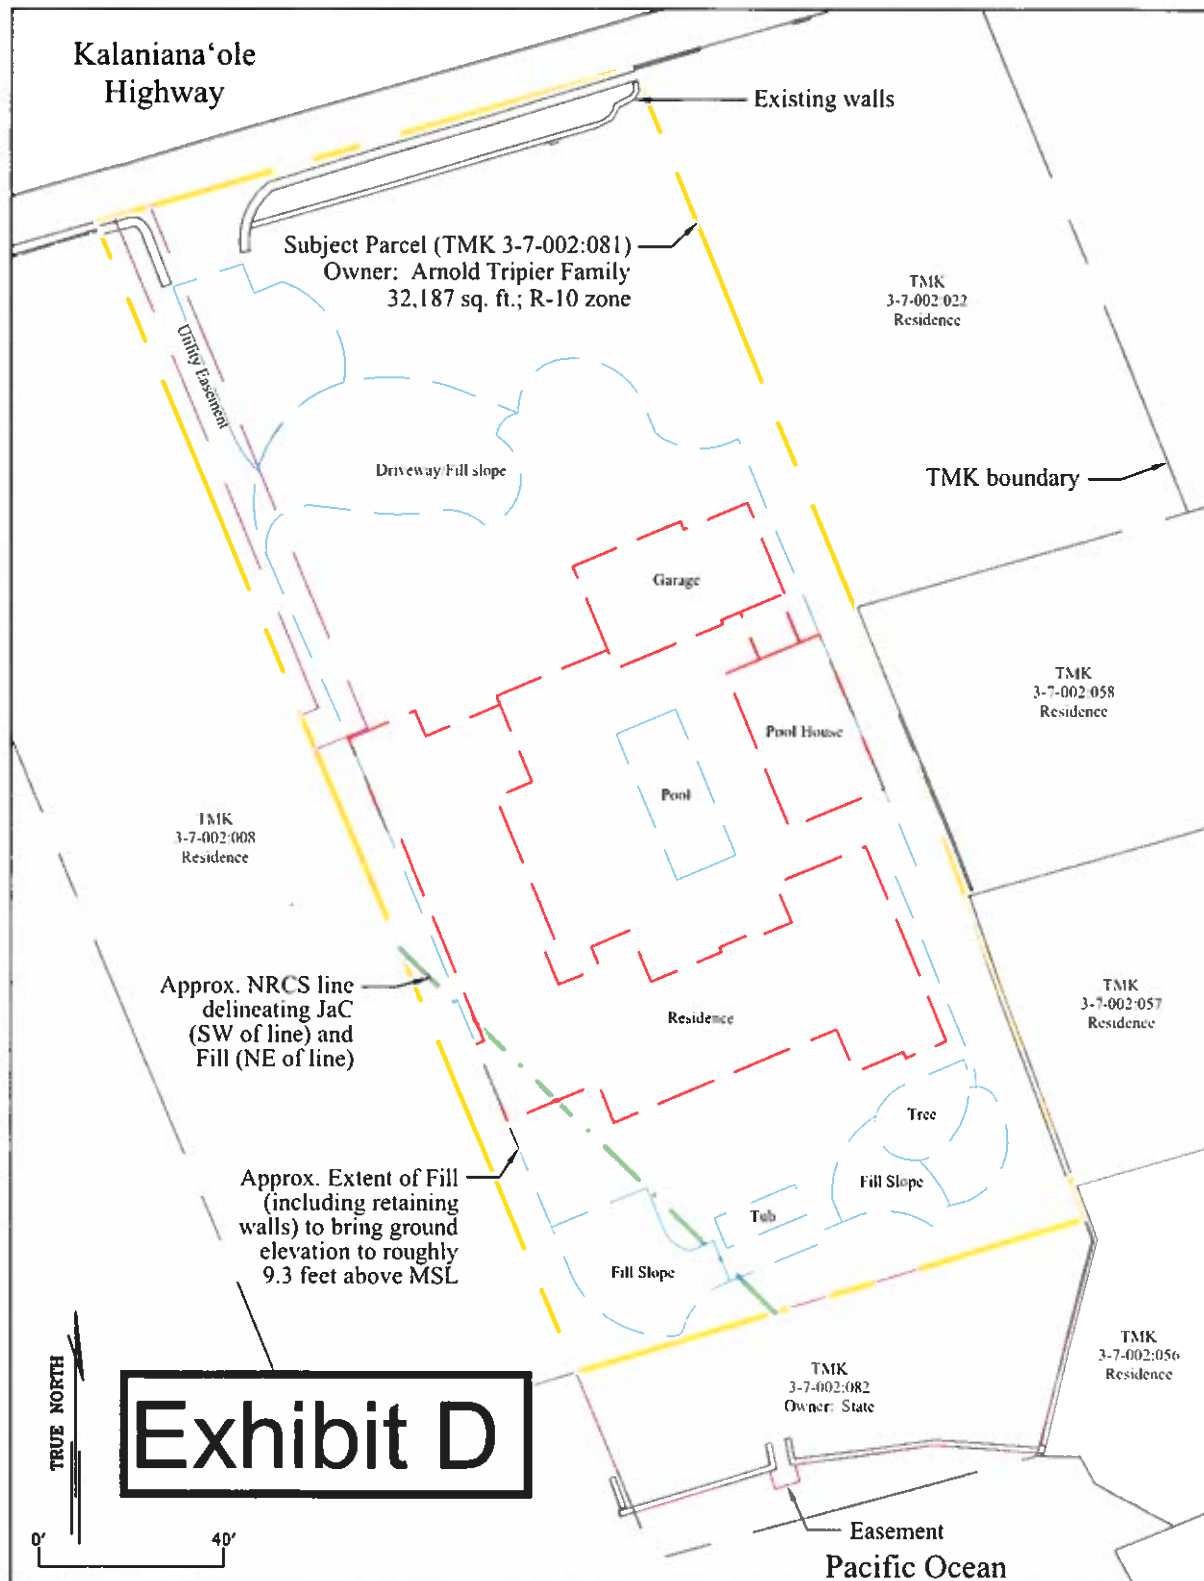 Kalaniana‘ole
Highway
Existing walls
Subject Parcel (TMK 3-7-002:081)
Owner: Arnold Tripier Family
32,187 sq. ft.; R-10 zone
TMK
3-7-002:022
Residence
Utility Easement
Driveway/Fill slope
TMK boundary
Garage
TMK
3-7-002:058
Residence
Pool House
Pool
TMK
3-7-002:008
Residence
Approx. NRCS line
delineating JaC
(SW of line) and
Fill (NE of line)
TMK
3-7-002:057
Residence
Residence
Tree
Approx. Extent of Fill
(including retaining
walls) to bring ground
elevation to roughly
9.3 feet above MSL
Fill Slope
Tub
Fill Slope
TMK
3-7-002:056
Residence
TMK
3-7-002:082
Owner: State
TRUE NORTH
Exhibit D
0'
40'
Easement
Pacific Ocean